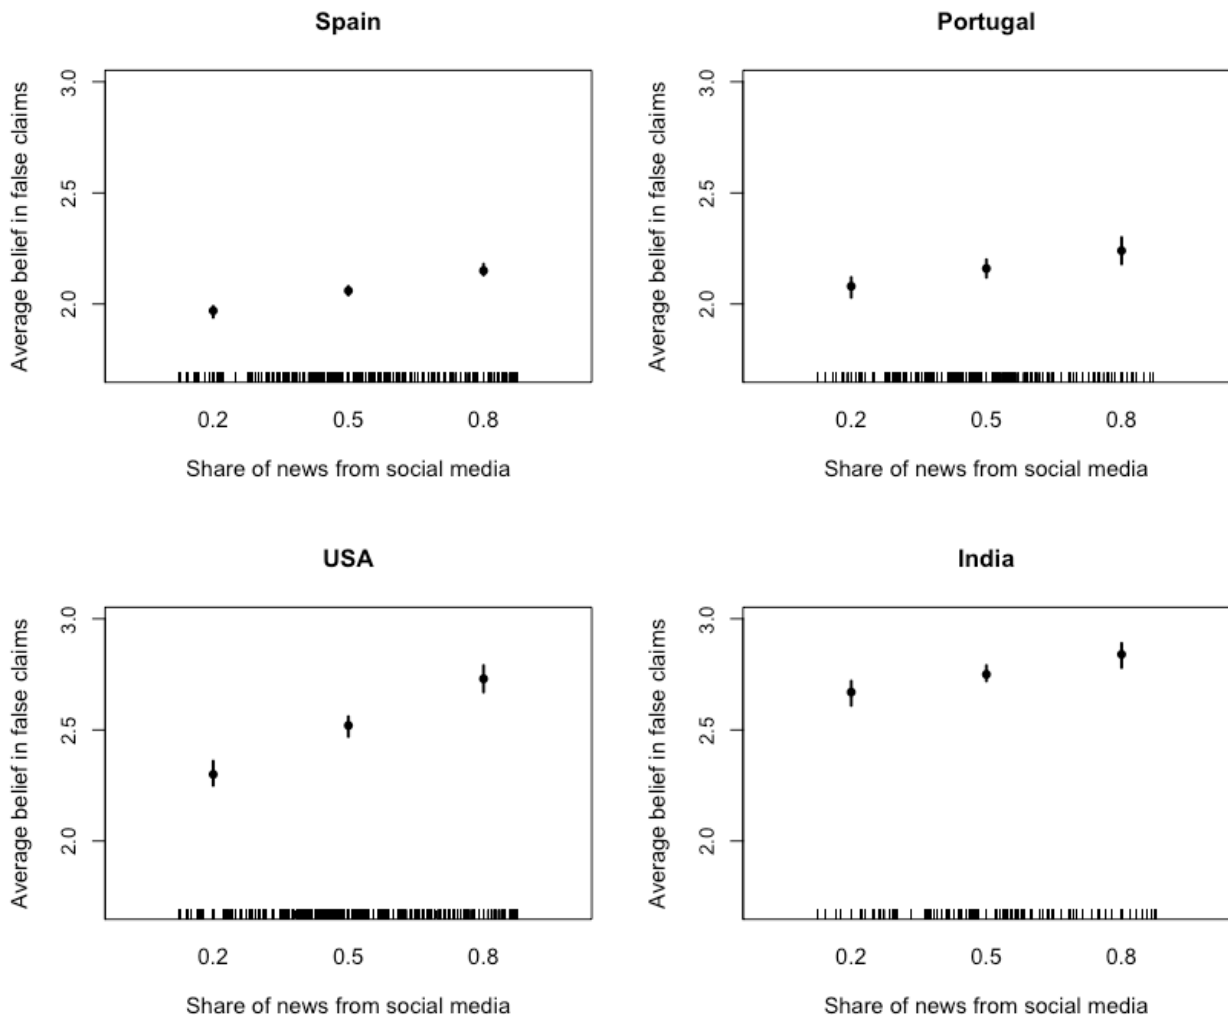 Spain
Average belief in false claims
3.0
2.5
2.0
0.2 0.5 0.8
Share of news from social media
Portugal
Average belief in false claims
3.0
2.5
2.0
0.2 0.5 0.8
Share of news from social media
USA
Average belief in false claims
3.0
2.5
2.0
0.2 0.5 0.8
Share of news from social media
India
Average belief in false claims
3.0
2.5
2.0
0.2 0.5 0.8
Share of news from social media